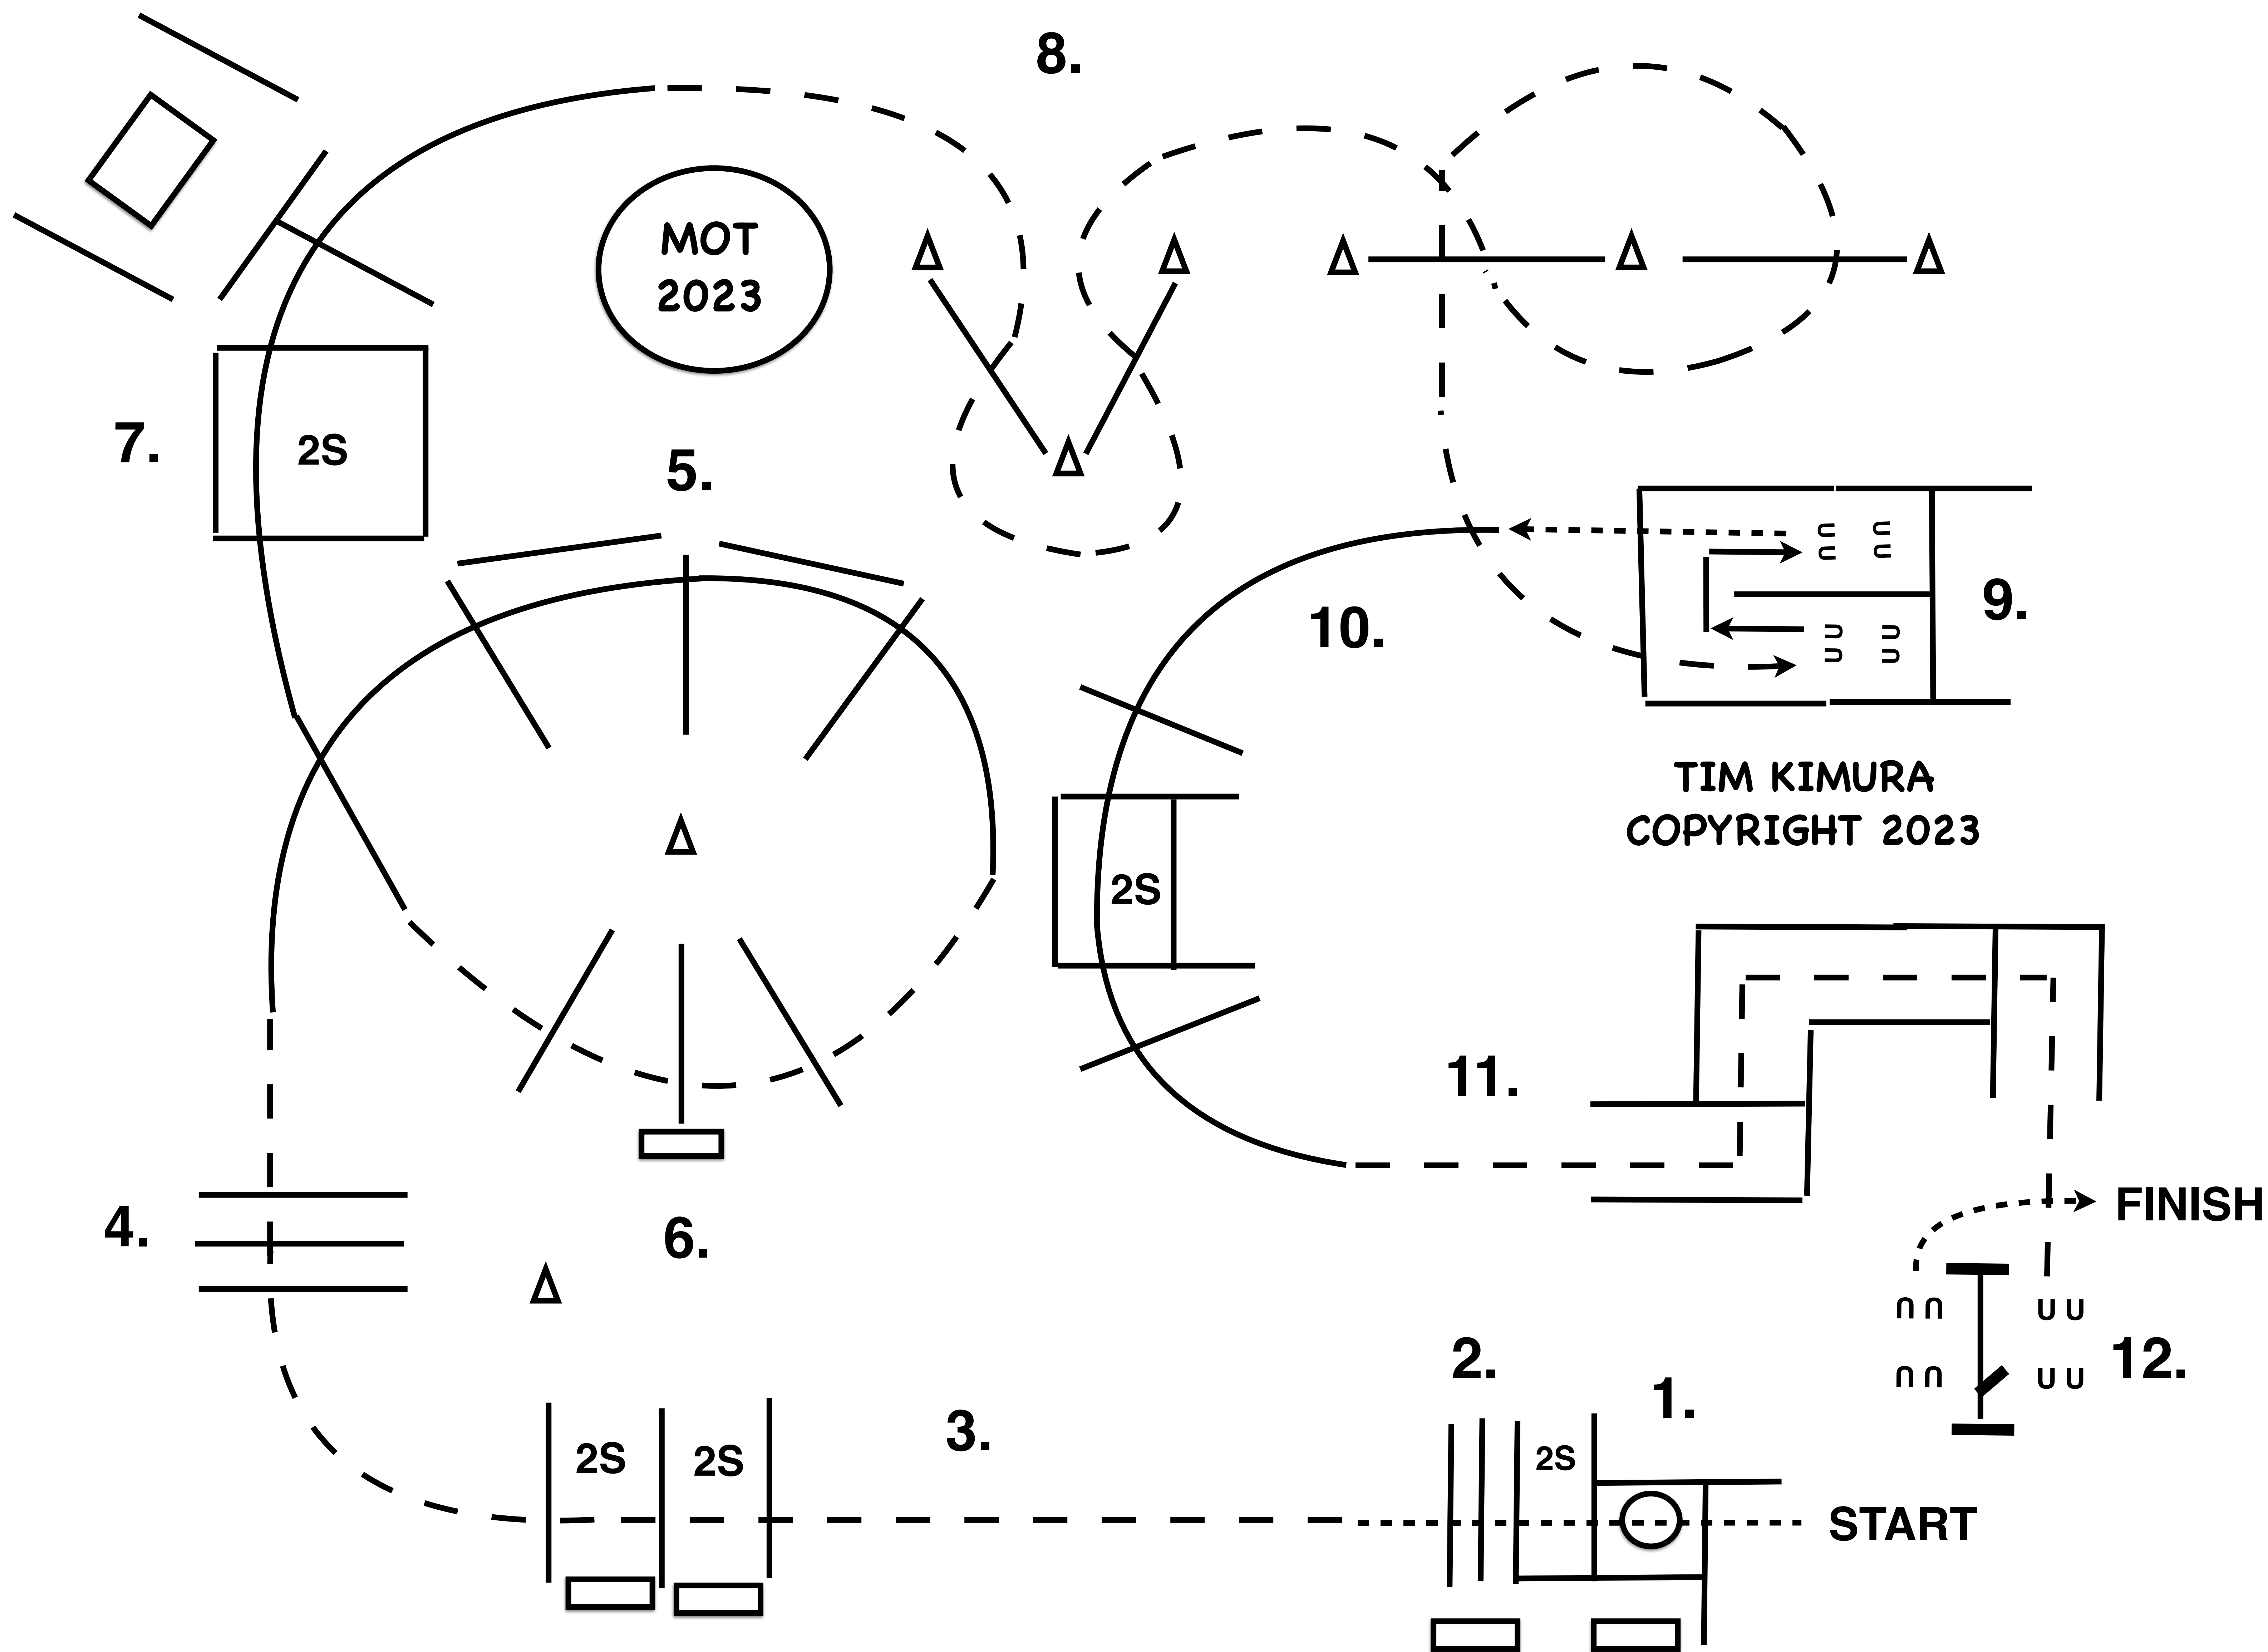 8.
MOT
2023
7.
2S
5.
10.
9.
TIM KIMURA
COPYRIGHT 2023
2S
11.
4.
6.
FINISH
12.
2.
1.
3.
2S
2S
2S
START